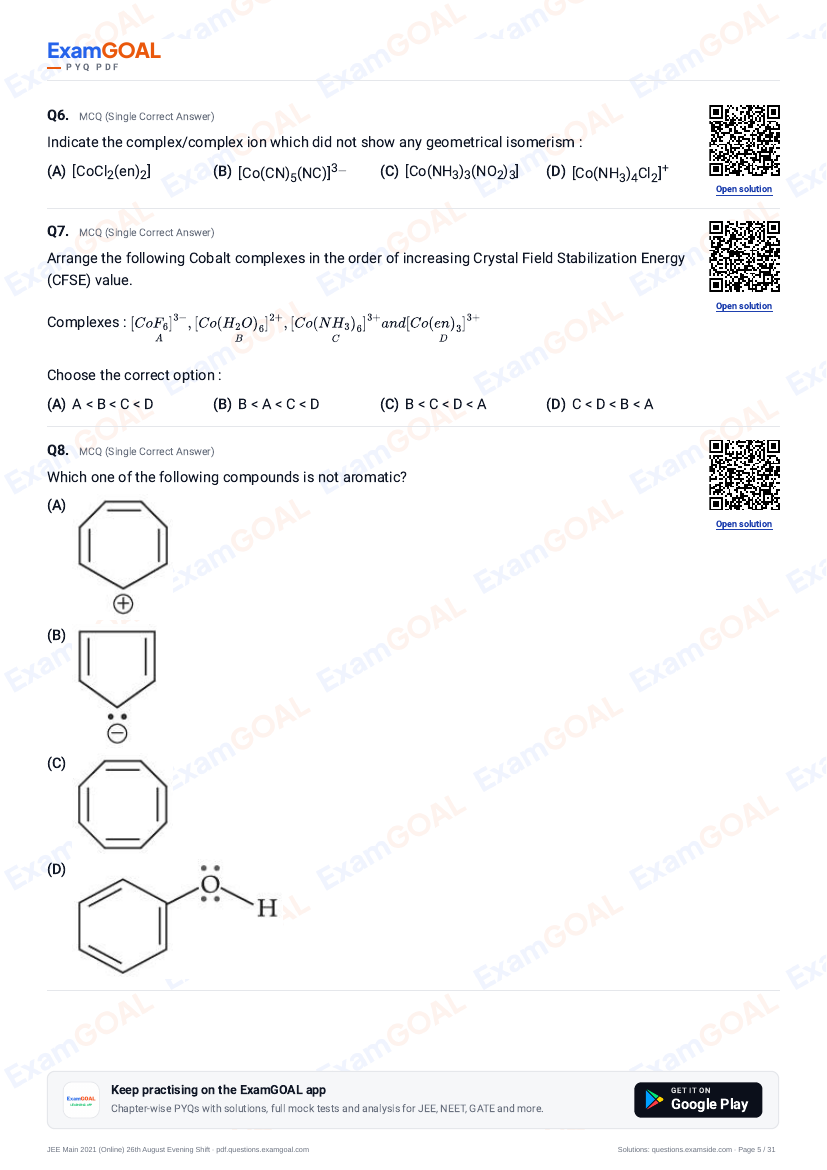 ExamGOAL
PYQ PDF
Q6. MCQ (Single Correct Answer)
Indicate the complex/complex ion which did not show any geometrical isomerism :
(A) [CoCl₂(en)₂] (B) [Co(CN)₅(NC)]³⁻ (C) [Co(NH₃)₃(NO₂)₃] (D) [Co(NH₃)₄Cl₂]⁺
Open solution
Q7. MCQ (Single Correct Answer)
Arrange the following Cobalt complexes in the order of increasing Crystal Field Stabilization Energy
(CFSE) value.
Open solution
Complexes : [CoF₆]³⁻, [Co(H₂O)₆]²⁺, [Co(NH₃)₆]³⁺and[Co(en)₃]³⁺
A B C D
Choose the correct option :
(A) A < B < C < D (B) B < A < C < D (C) B < C < D < A (D) C < D < B < A
Q8. MCQ (Single Correct Answer)
Which one of the following compounds is not aromatic?
Open solution
(A)
⊕
(B)
⊖
(C)
(D)
O
H
Keep practising on the ExamGOAL app
Chapter-wise PYQs with solutions, full mock tests and analysis for JEE, NEET, GATE and more.
GET IT ON
Google Play
JEE Main 2021 (Online) 26th August Evening Shift · pdf.questions.examgoal.com Solutions: questions.examside.com · Page 5 / 31